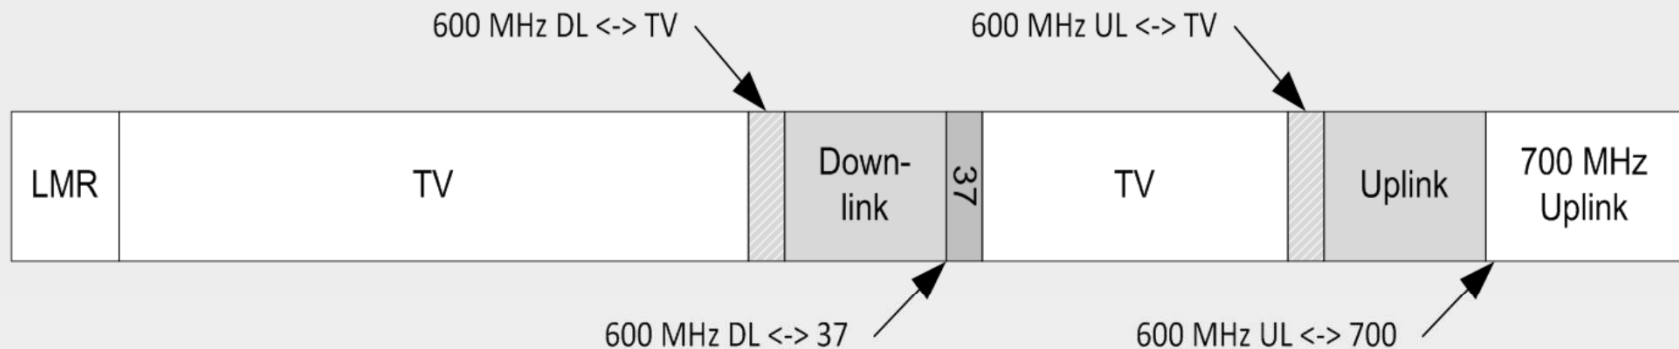 600 MHz DL <-> TV
600 MHz UL <-> TV
LMR
TV
Down-
link
37
TV
Uplink
700 MHz
Uplink
600 MHz DL <-> 37
600 MHz UL <-> 700